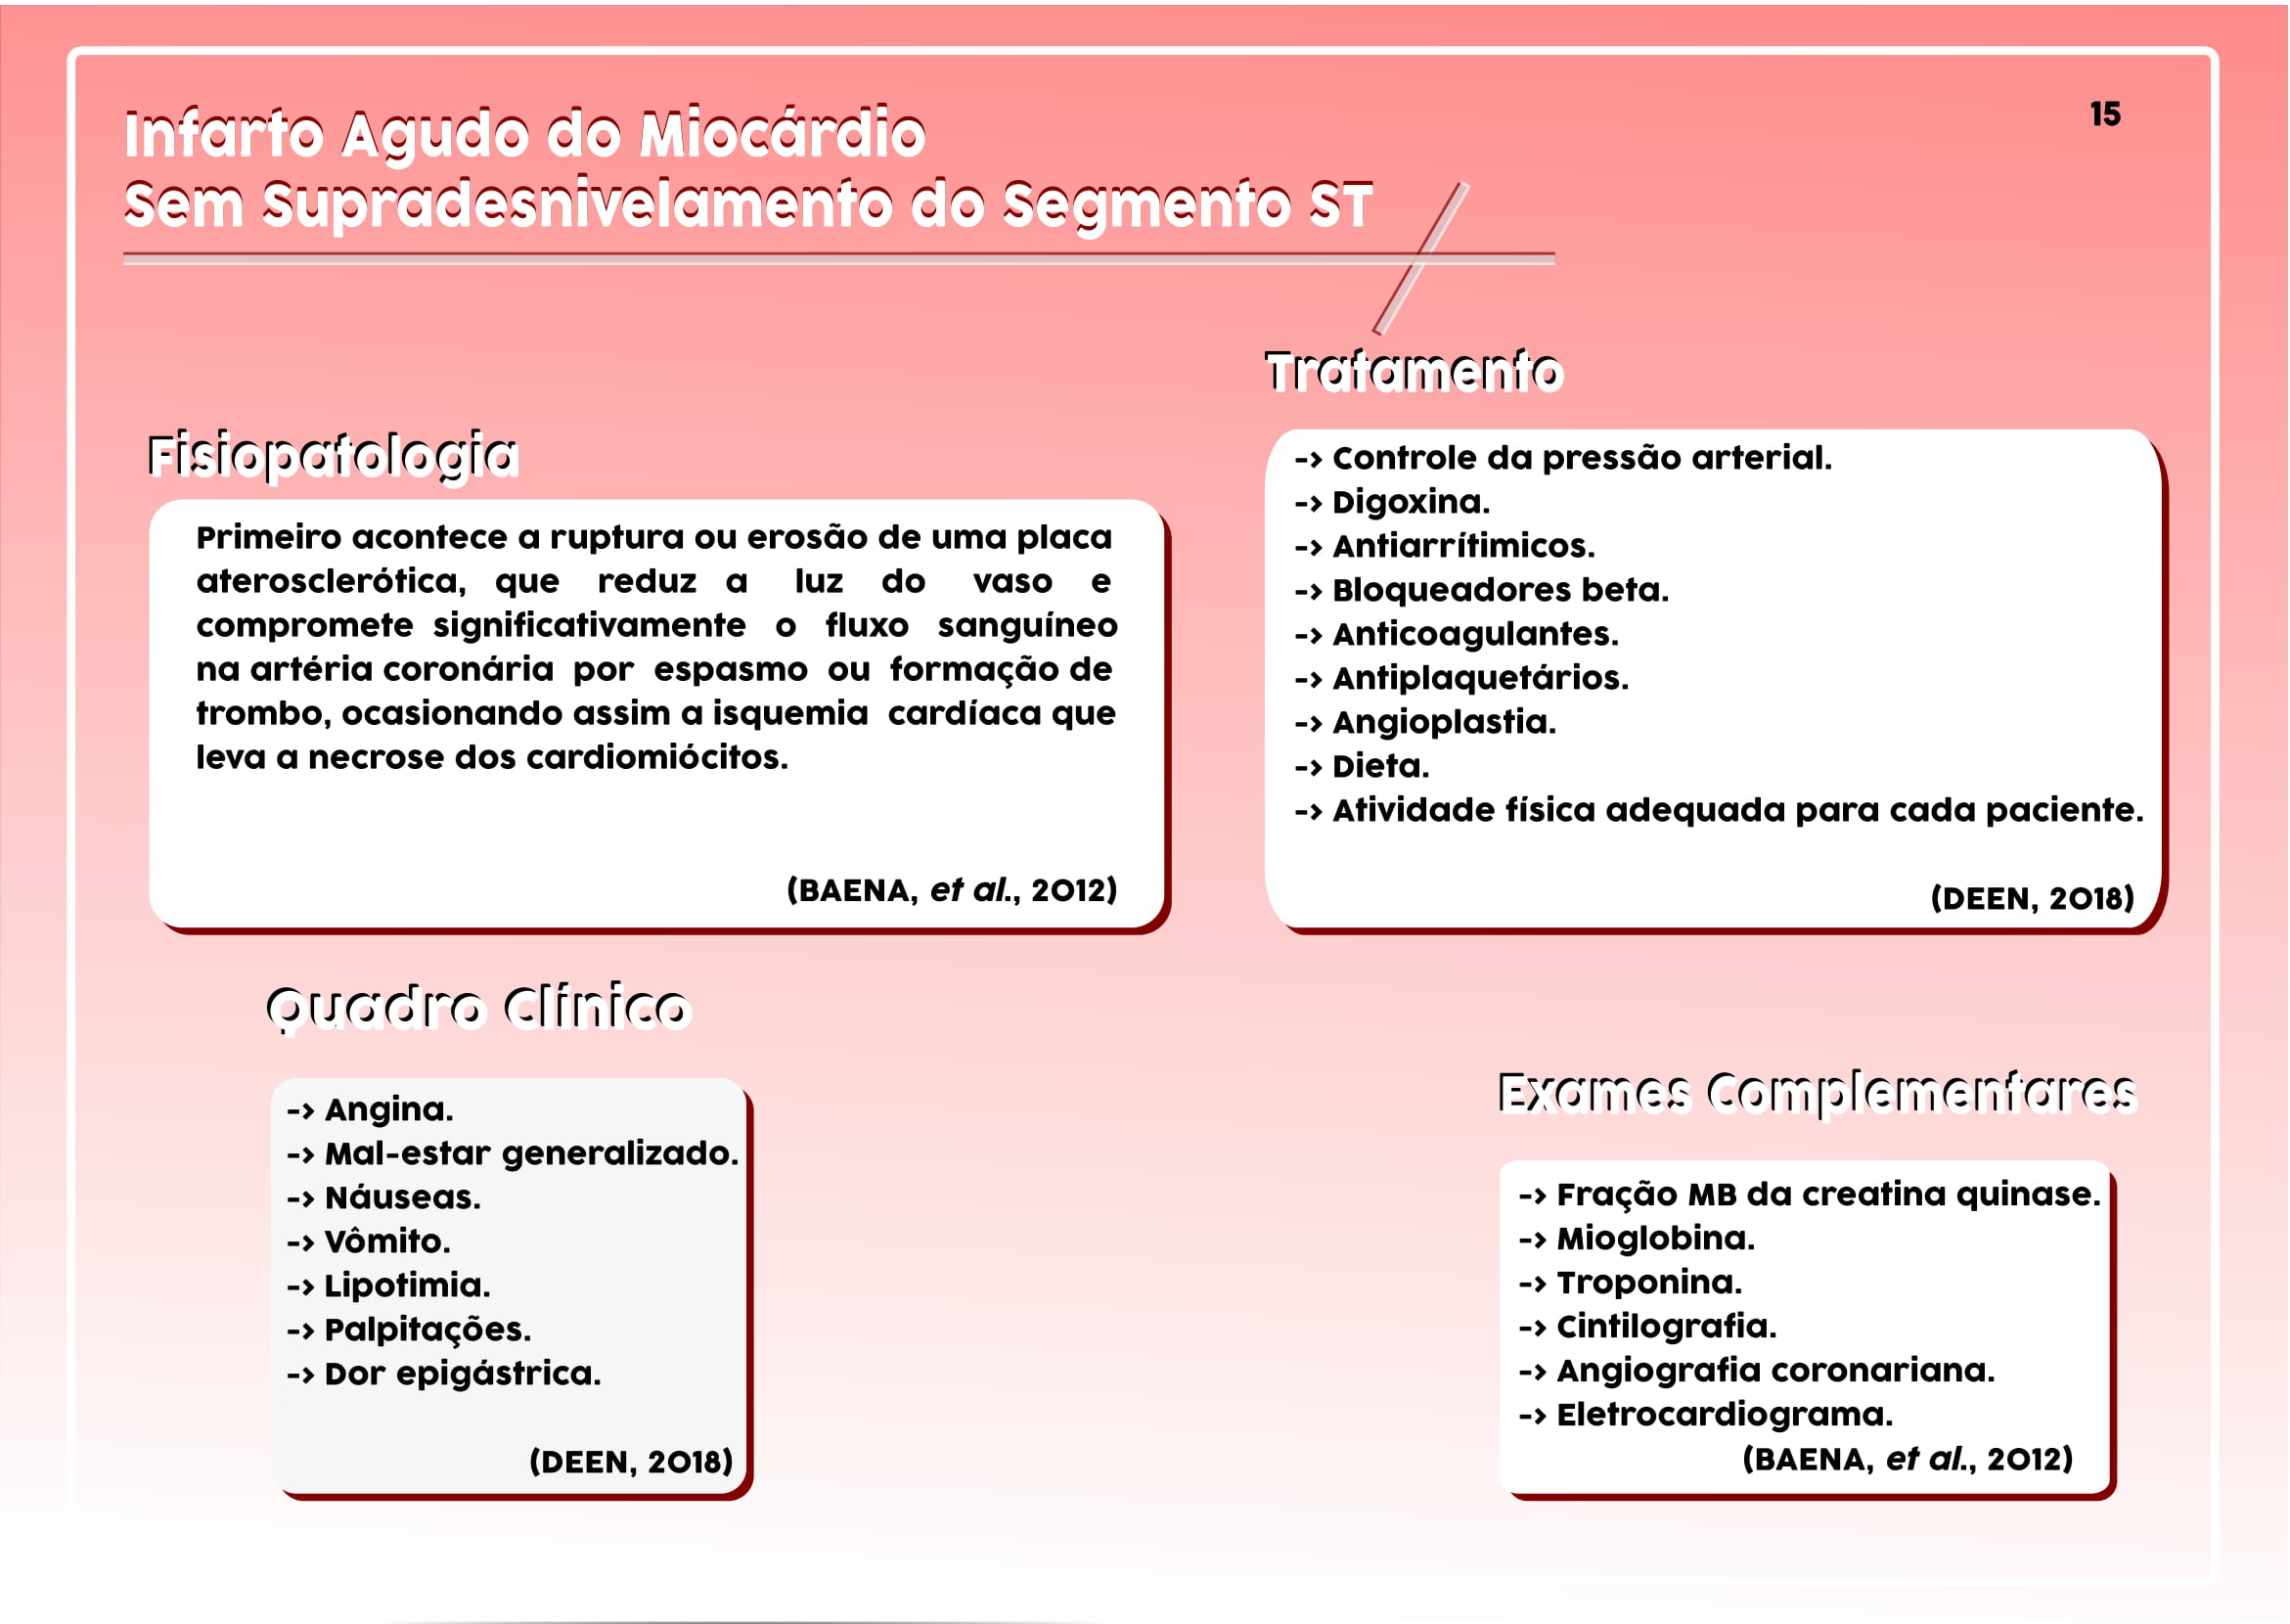 15
Infarto Agudo do Miocárdio
Sem Supradesnivelamento do Segmento ST
Fisiopatologia
Primeiro acontece a ruptura ou erosão de uma placa
aterosclerótica, que reduz a luz do vaso e
compromete significativamente o fluxo sanguíneo
na artéria coronária por espasmo ou formação de
trombo, ocasionando assim a isquemia cardíaca que
leva a necrose dos cardiomiócitos.
(BAENA, et al., 2012)
Tratamento
-> Controle da pressão arterial.
-> Digoxina.
-> Antiarrítimicos.
-> Bloqueadores beta.
-> Anticoagulantes.
-> Antiplaquetários.
-> Angioplastia.
-> Dieta.
-> Atividade física adequada para cada paciente.
(DEEN, 2018)
Quadro Clínico
-> Angina.
-> Mal-estar generalizado.
-> Náuseas.
-> Vômito.
-> Lipotimia.
-> Palpitações.
-> Dor epigástrica.
(DEEN, 2018)
Exames Complementares
-> Fração MB da creatina quinase.
-> Mioglobina.
-> Troponina.
-> Cintilografia.
-> Angiografia coronariana.
-> Eletrocardiograma.
(BAENA, et al., 2012)